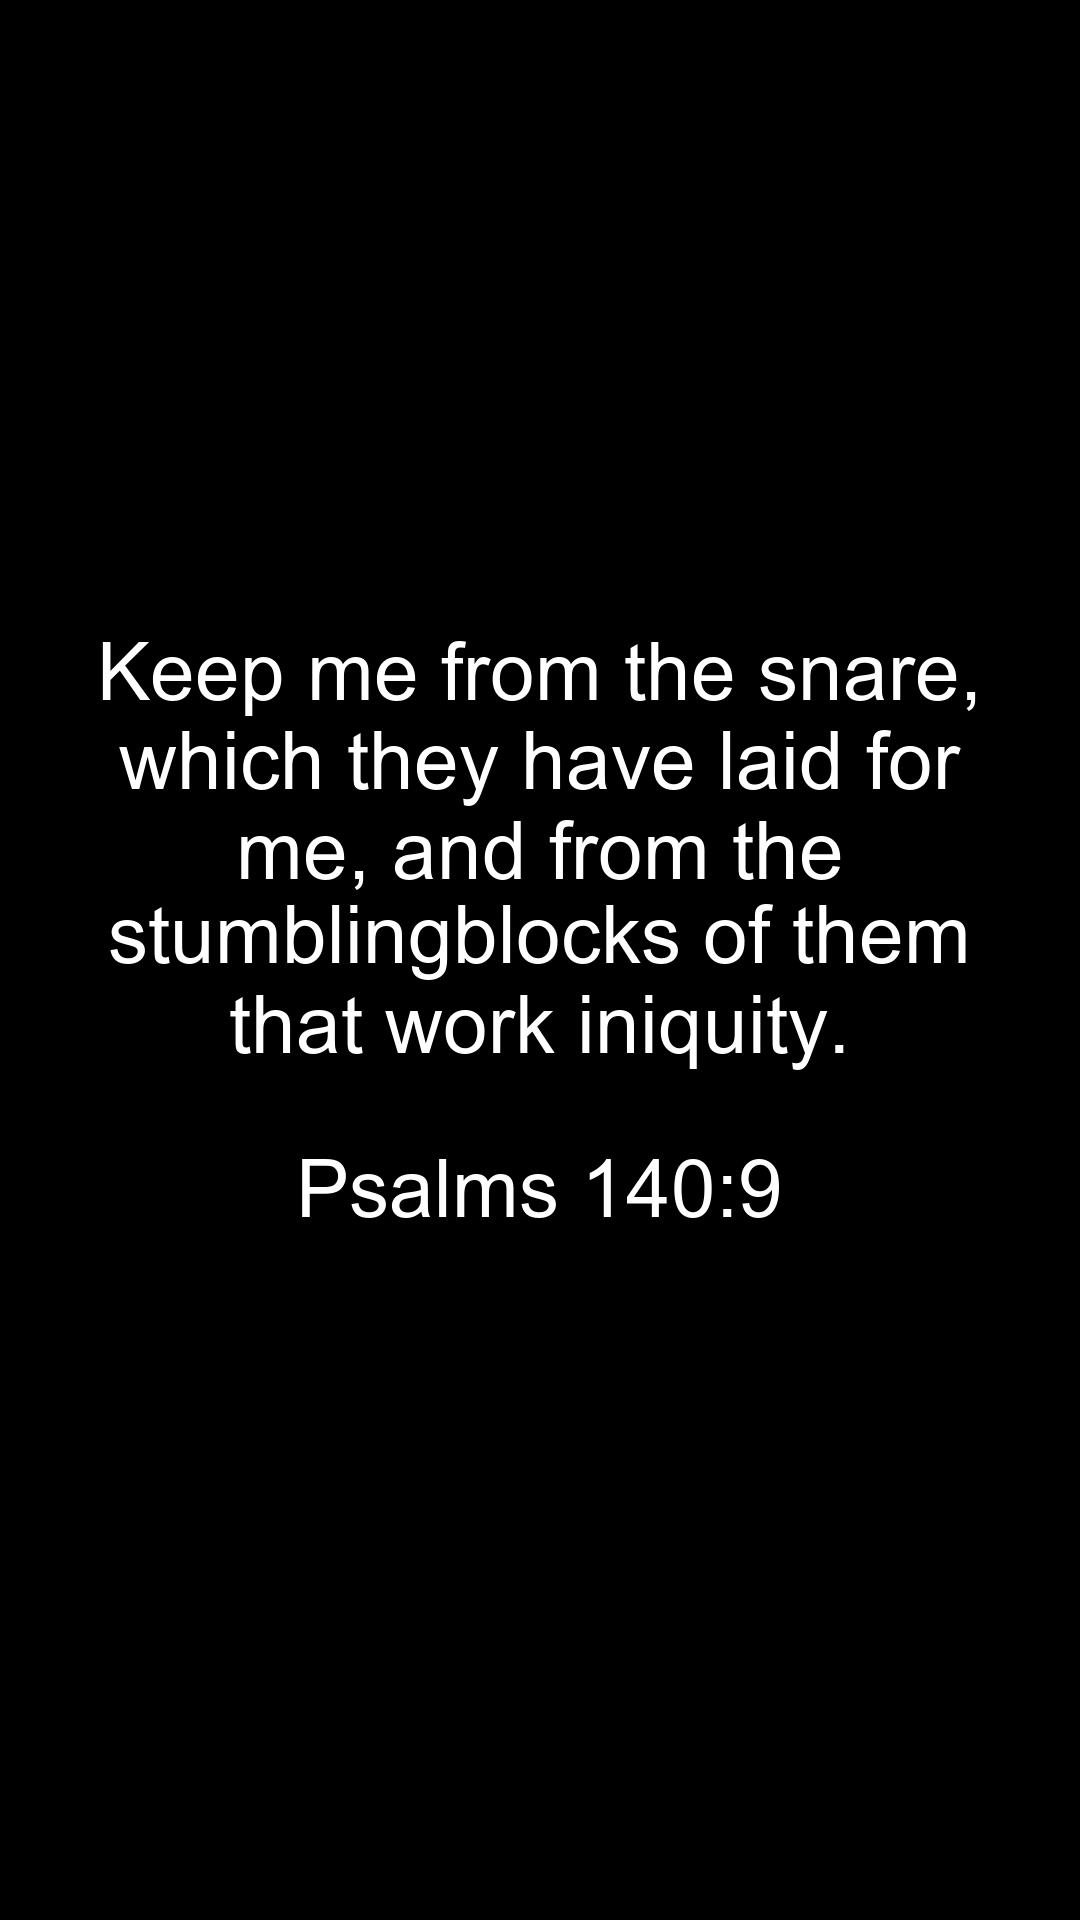 Keep me from the snare,
which they have laid for
me, and from the
stumblingblocks of them
that work iniquity.
Psalms 140:9